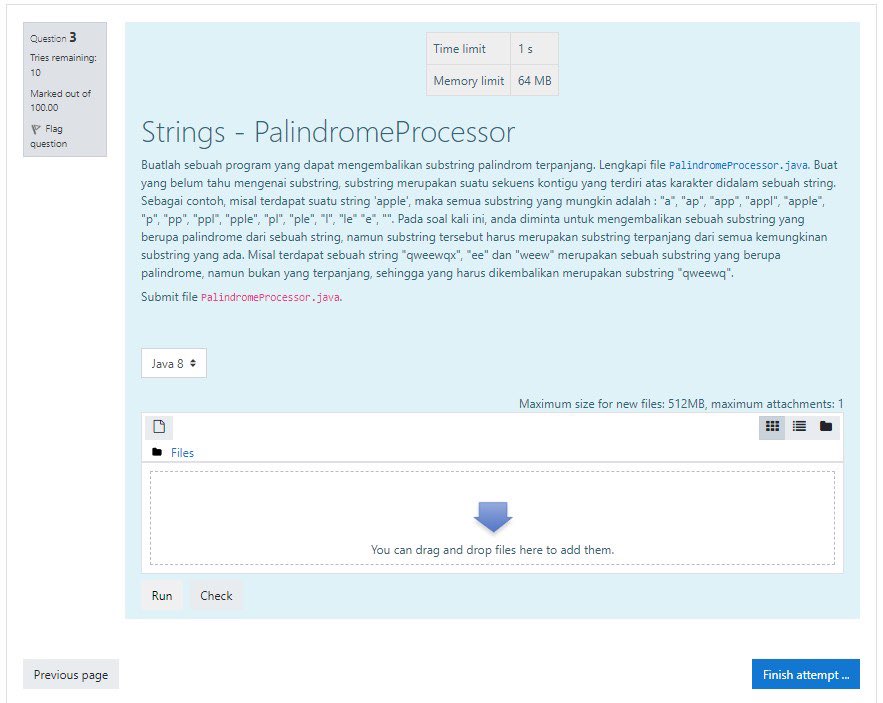 Question 3
Tries remaining:
10
Marked out of
100.00
Flag
question
Time limit 1 s
Memory limit 64 MB
Strings - PalindromeProcessor
Buatlah sebuah program yang dapat mengembalikan substring palindrom terpanjang. Lengkapi file PalindromeProcessor.java. Buat
yang belum tahu mengenai substring, substring merupakan suatu sekuens kontigu yang terdiri atas karakter didalam sebuah string.
Sebagai contoh, misal terdapat suatu string 'apple', maka semua substring yang mungkin adalah : "a", "ap", "app", "appl", "apple",
"p", "pp", "ppl", "pple", "pl", "ple", "l", "le" "e", "". Pada soal kali ini, anda diminta untuk mengembalikan sebuah substring yang
berupa palindrome dari sebuah string, namun substring tersebut harus merupakan substring terpanjang dari semua kemungkinan
substring yang ada. Misal terdapat sebuah string "qweewqx", "ee" dan "weew" merupakan sebuah substring yang berupa
palindrome, namun bukan yang terpanjang, sehingga yang harus dikembalikan merupakan substring "qweewq".
Submit file PalindromeProcessor.java.
Java 8
Maximum size for new files: 512MB, maximum attachments: 1
Files
You can drag and drop files here to add them.
Run Check
Previous page Finish attempt ...